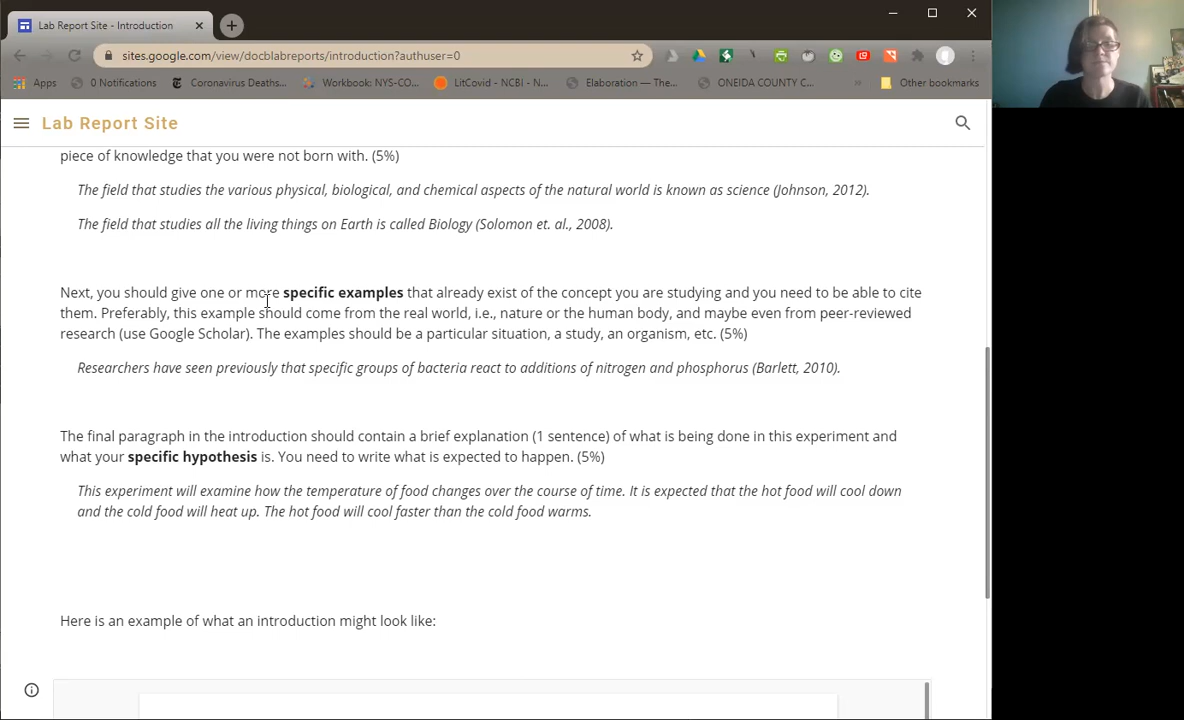 Lab Report Site - Introduction
sites.google.com/view/docblabreports/introduction?authuser=0
Apps
0 Notifications
Coronavirus Deaths...
Workbook: NYS-CO...
LitCovid - NCBI - N...
Elaboration — The...
ONEIDA COUNTY C...
Other bookmarks
Lab Report Site
piece of knowledge that you were not born with. (5%)
The field that studies the various physical, biological, and chemical aspects of the natural world is known as science (Johnson, 2012).
The field that studies all the living things on Earth is called Biology (Solomon et. al., 2008).
Next, you should give one or more specific examples that already exist of the concept you are studying and you need to be able to cite
them. Preferably, this example should come from the real world, i.e., nature or the human body, and maybe even from peer-reviewed
research (use Google Scholar). The examples should be a particular situation, a study, an organism, etc. (5%)
Researchers have seen previously that specific groups of bacteria react to additions of nitrogen and phosphorus (Barlett, 2010).
The final paragraph in the introduction should contain a brief explanation (1 sentence) of what is being done in this experiment and
what your specific hypothesis is. You need to write what is expected to happen. (5%)
This experiment will examine how the temperature of food changes over the course of time. It is expected that the hot food will cool down
and the cold food will heat up. The hot food will cool faster than the cold food warms.
Here is an example of what an introduction might look like: